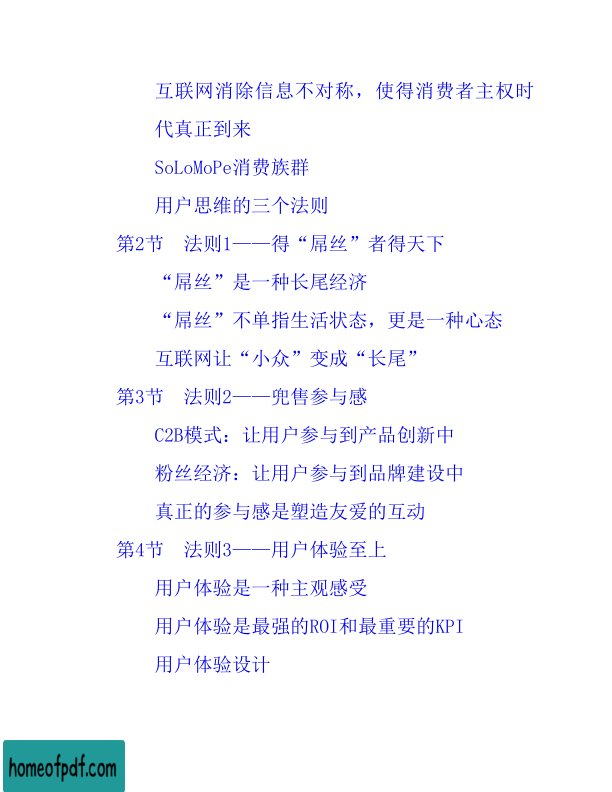 互联网消除信息不对称，使得消费者主权时
代真正到来
SoLoMoPe消费族群
用户思维的三个法则
第2节　法则1——得“屌丝”者得天下
“屌丝”是一种长尾经济
“屌丝”不单指生活状态，更是一种心态
互联网让“小众”变成“长尾”
第3节　法则2——兜售参与感
C2B模式：让用户参与到产品创新中
粉丝经济：让用户参与到品牌建设中
真正的参与感是塑造友爱的互动
第4节　法则3——用户体验至上
用户体验是一种主观感受
用户体验是最强的ROI和最重要的KPI
用户体验设计
homeofpdf.com